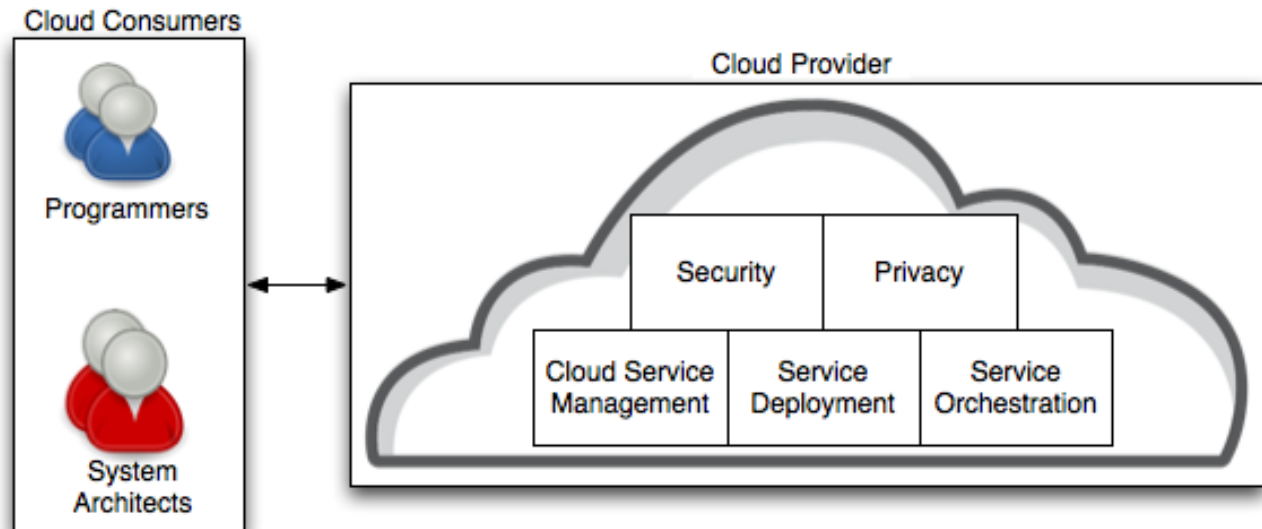 Cloud Consumers
Programmers
System
Architects
Cloud Provider
Security
Privacy
Cloud Service
Management
Service
Deployment
Service
Orchestration